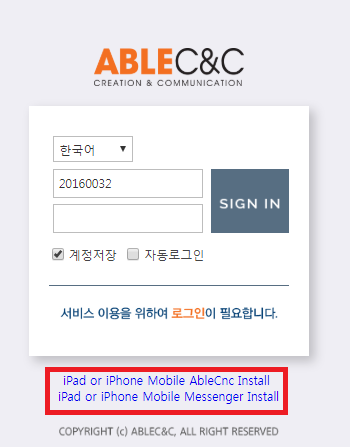 ABLEC&C
CREATION & COMMUNICATION
한국어
20160032
SIGN IN
계정저장 자동로그인
서비스 이용을 위하여 로그인이 필요합니다.
iPad or iPhone Mobile AbleCnc Install
iPad or iPhone Mobile Messenger Install
COPYRIGHT (c) ABLEC&C, ALL RIGHT RESERVED